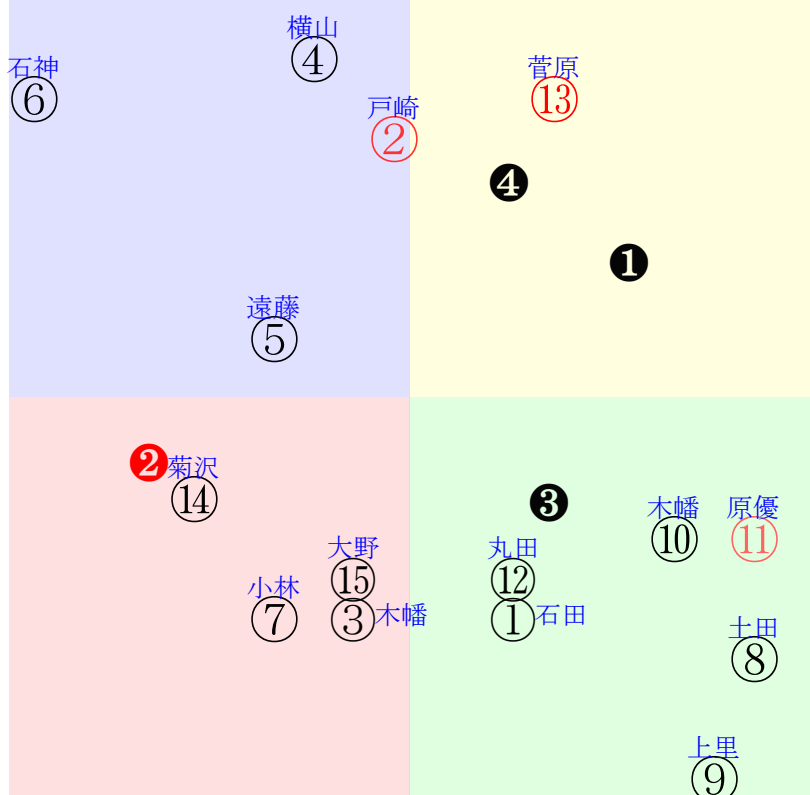 横山
④
石神
⑥
菅原
⑬
戸崎
②
❹
❶
遠藤
⑤
❷
菊沢
⑭
❸
木幡
⑩
原優
⑪
大野
⑮
丸田
⑫
小林
⑦
③
木幡
①
石田
土田
⑧
上里
⑨